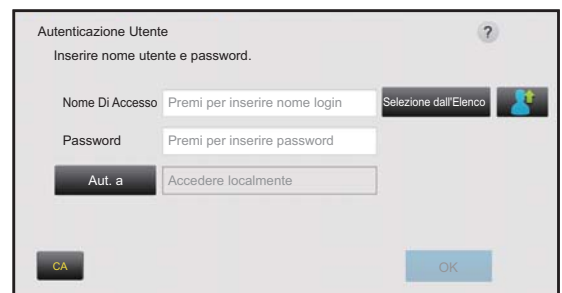 Autenticazione Utente
?
Inserire nome utente e password.
Nome Di Accesso Premi per inserire nome login Selezione dall'Elenco
Password Premi per inserire password
Aut. a Accedere localmente
CA OK